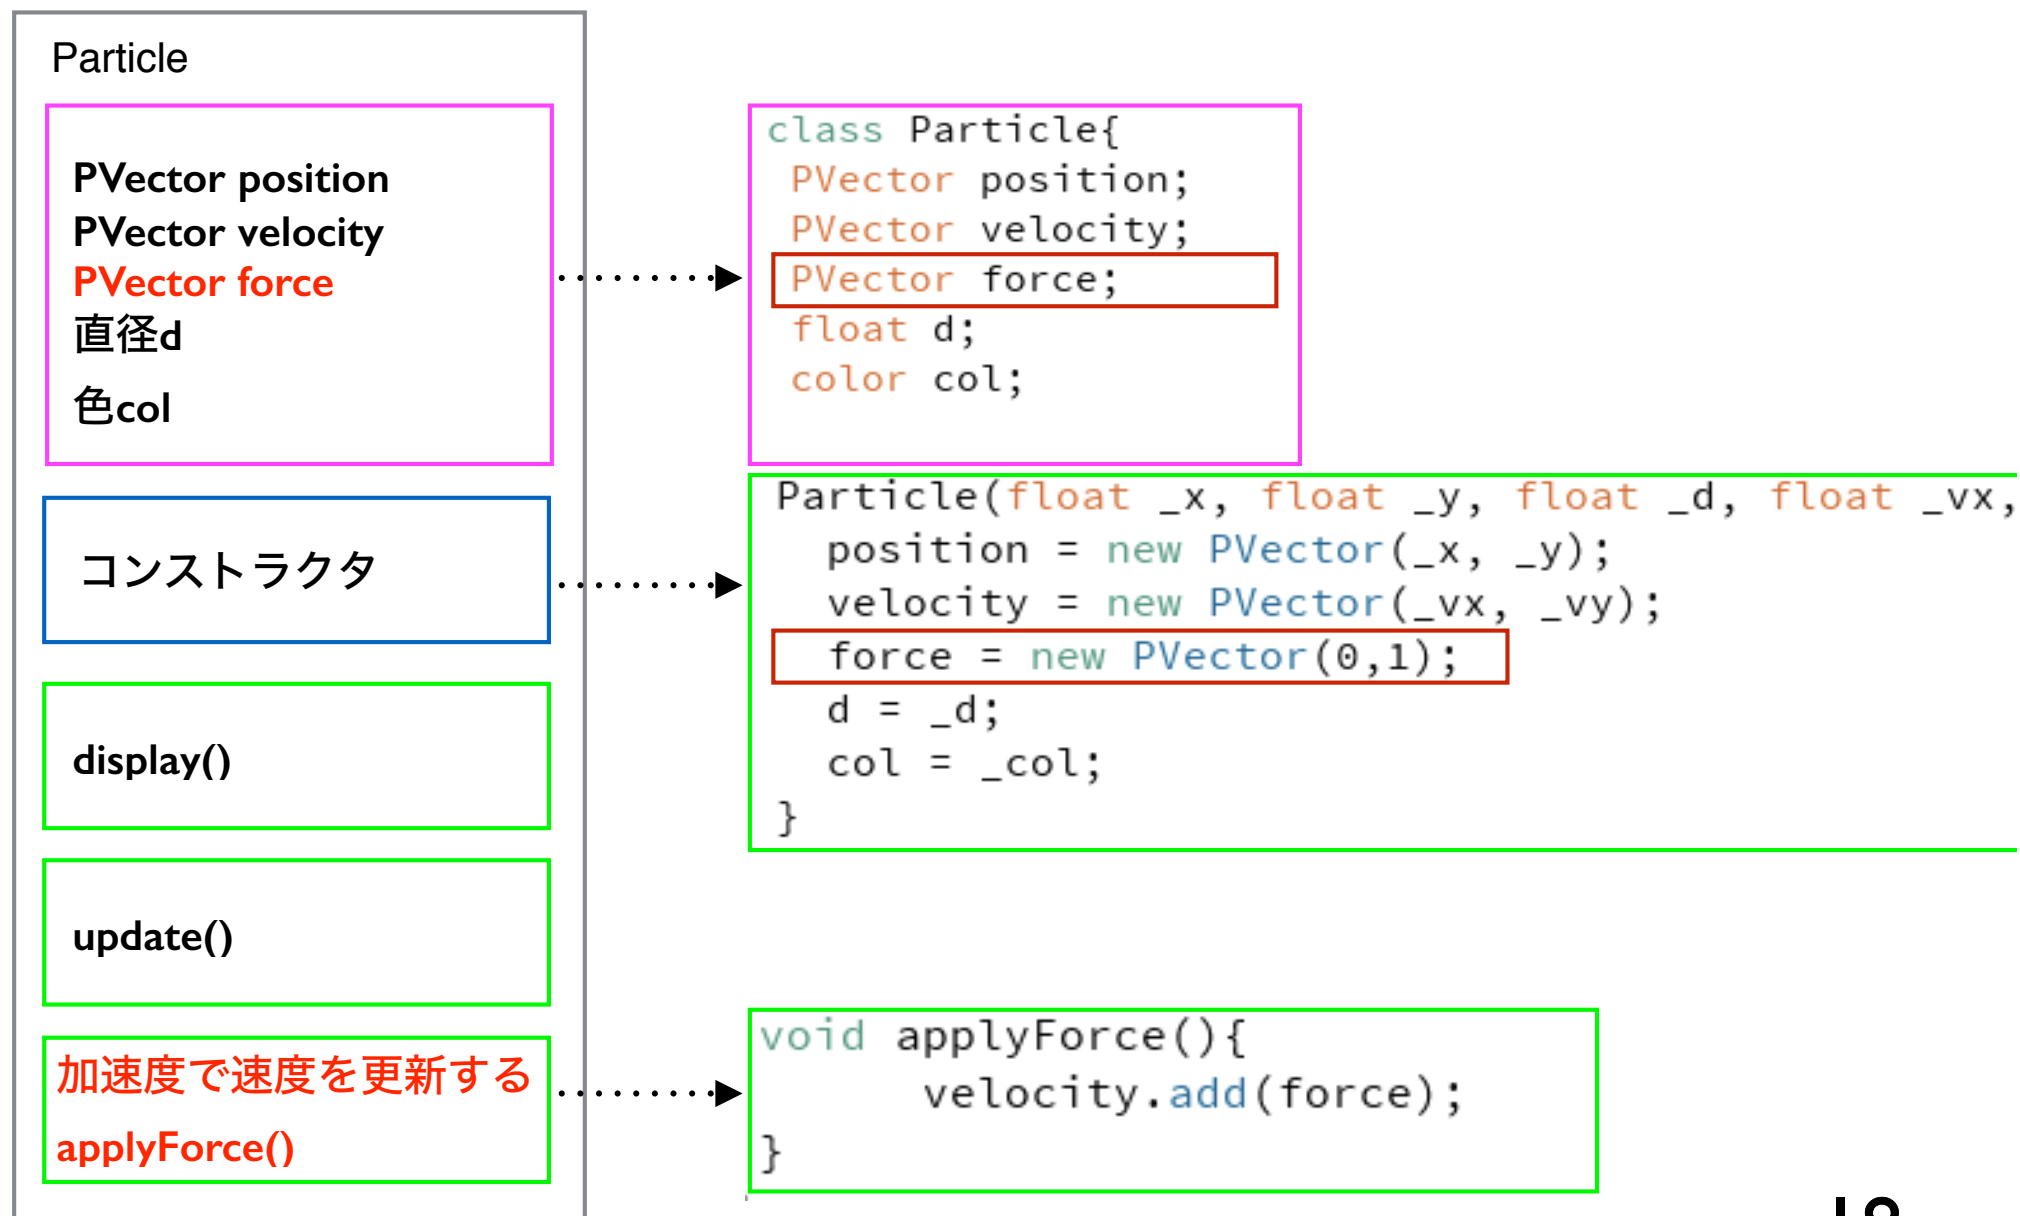 Particle
PVector position
PVector velocity
PVector force
直径d
色col
コンストラクタ
display()
update()
加速度で速度を更新する
applyForce()
class Particle{
PVector position;
PVector velocity;
PVector force;
float d;
color col;
Particle(float _x, float _y, float _d, float _vx,
position = new PVector(_x, _y);
velocity = new PVector(_vx, _vy);
force = new PVector(0,1);
d = _d;
col = _col;
}
void applyForce(){
velocity.add(force);
}